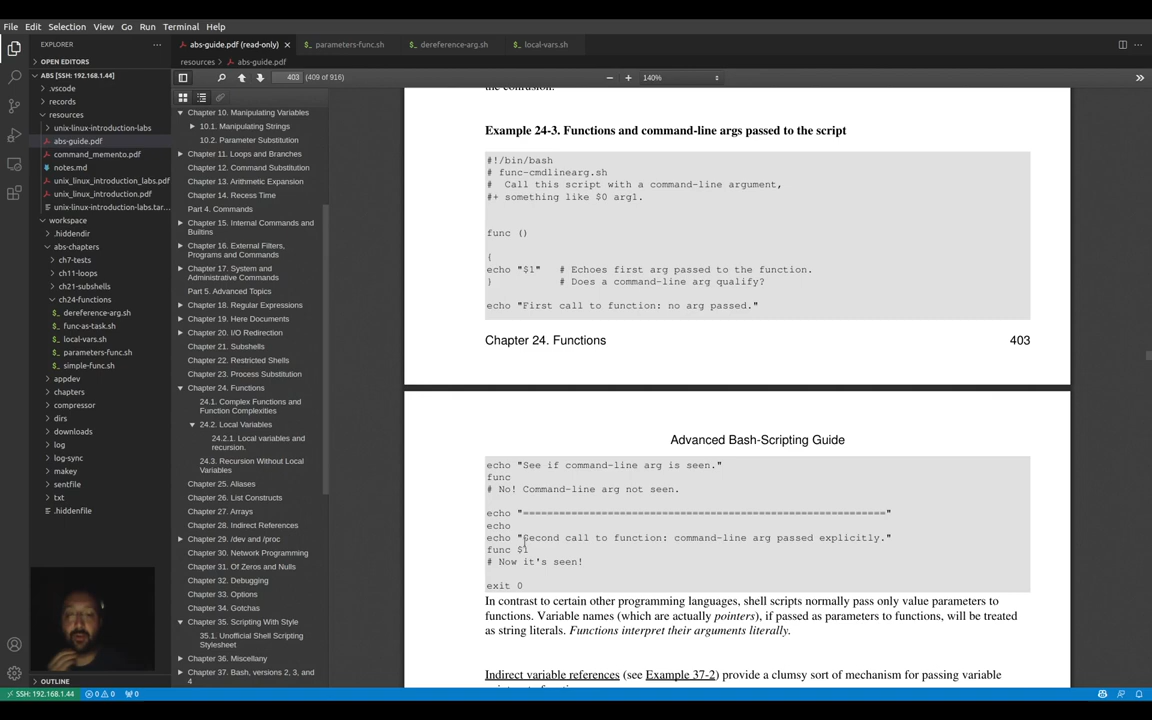 File Edit Selection View Go Run Terminal Help
EXPLORER
OPEN EDITORS
ABS [SSH: 192.168.1.44]
.vscode
records
resources
unix-linux-introduction-labs
abs-guide.pdf
command_memento.pdf
notes.md
unix_linux_introduction_labs.pdf
unix_linux_introduction.pdf
unix-linux-introduction-labs.tar...
workspace
.hiddendir
abs-chapters
ch7-tests
ch11-loops
ch21-subshells
ch24-functions
dereference-arg.sh
func-as-task.sh
local-vars.sh
parameters-func.sh
simple-func.sh
appdev
chapters
compressor
dirs
downloads
log
log-sync
makey
sentfile
txt
.hiddenfile
OUTLINE
abs-guide.pdf (read-only) parameters-func.sh dereference-arg.sh local-vars.sh
resources > abs-guide.pdf
403 (409 of 916) 140%
Chapter 10. Manipulating Variables
10.1. Manipulating Strings
10.2. Parameter Substitution
Chapter 11. Loops and Branches
Chapter 12. Command Substitution
Chapter 13. Arithmetic Expansion
Chapter 14. Recess Time
Part 4. Commands
Chapter 15. Internal Commands and
Builtins
Chapter 16. External Filters,
Programs and Commands
Chapter 17. System and
Administrative Commands
Part 5. Advanced Topics
Chapter 18. Regular Expressions
Chapter 19. Here Documents
Chapter 20. I/O Redirection
Chapter 21. Subshells
Chapter 22. Restricted Shells
Chapter 23. Process Substitution
Chapter 24. Functions
24.1. Complex Functions and
Function Complexities
24.2. Local Variables
24.2.1. Local variables and
recursion.
24.3. Recursion Without Local
Variables
Chapter 25. Aliases
Chapter 26. List Constructs
Chapter 27. Arrays
Chapter 28. Indirect References
Chapter 29. /dev and /proc
Chapter 30. Network Programming
Chapter 31. Of Zeros and Nulls
Chapter 32. Debugging
Chapter 33. Options
Chapter 34. Gotchas
Chapter 35. Scripting With Style
35.1. Unofficial Shell Scripting
Stylesheet
Chapter 36. Miscellany
Chapter 37. Bash, versions 2, 3, and
4
the confusion.
Example 24-3. Functions and command-line args passed to the script
#!/bin/bash
# func-cmdlinearg.sh
#  Call this script with a command-line argument,
#+ something like $0 arg1.
func ()
{
echo "$1"   # Echoes first arg passed to the function.
}           # Does a command-line arg qualify?
echo "First call to function: no arg passed."
Chapter 24. Functions 403
Advanced Bash-Scripting Guide
echo "See if command-line arg is seen."
func
# No! Command-line arg not seen.
echo "============================================================"
echo
echo "Second call to function: command-line arg passed explicitly."
func $1
# Now it's seen!
exit 0
In contrast to certain other programming languages, shell scripts normally pass only value parameters to
functions. Variable names (which are actually pointers), if passed as parameters to functions, will be treated
as string literals. Functions interpret their arguments literally.
Indirect variable references (see Example 37-2) provide a clumsy sort of mechanism for passing variable
SSH: 192.168.1.44 0 0 0